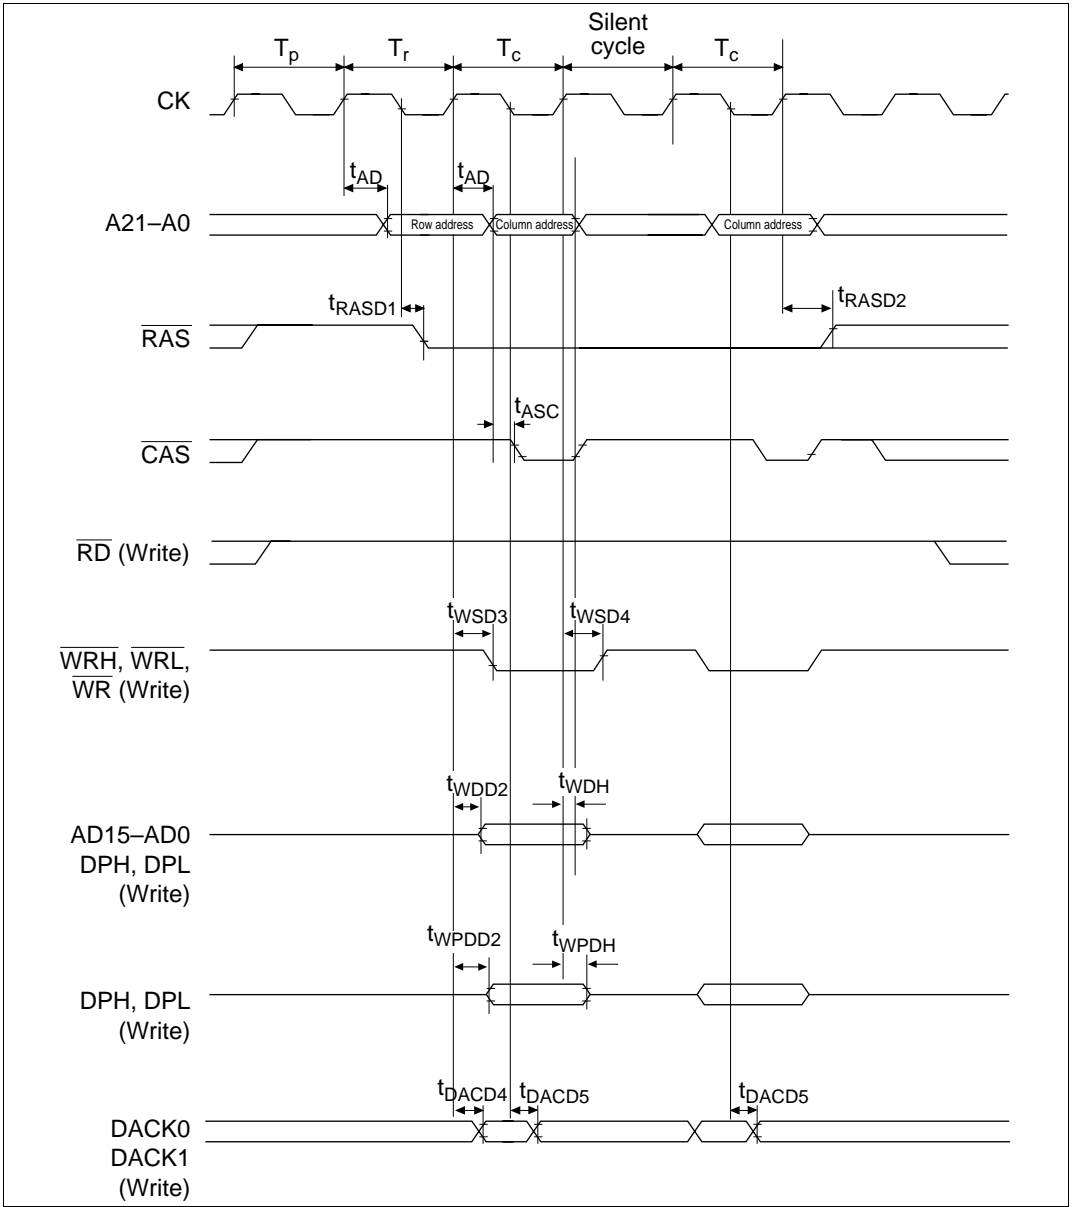 Silent
cycle
Tp Tr Tc Tc
CK
tAD tAD
A21–A0 Row address Column address Column address
tRASD1 tRASD2
RAS
tASC
CAS
RD (Write)
tWSD3 tWSD4
WRH, WRL,
WR (Write)
tWDD2 tWDH
AD15–AD0
DPH, DPL
(Write)
tWPDD2 tWPDH
DPH, DPL
(Write)
tDACD4 tDACD5 tDACD5
DACK0
DACK1
(Write)